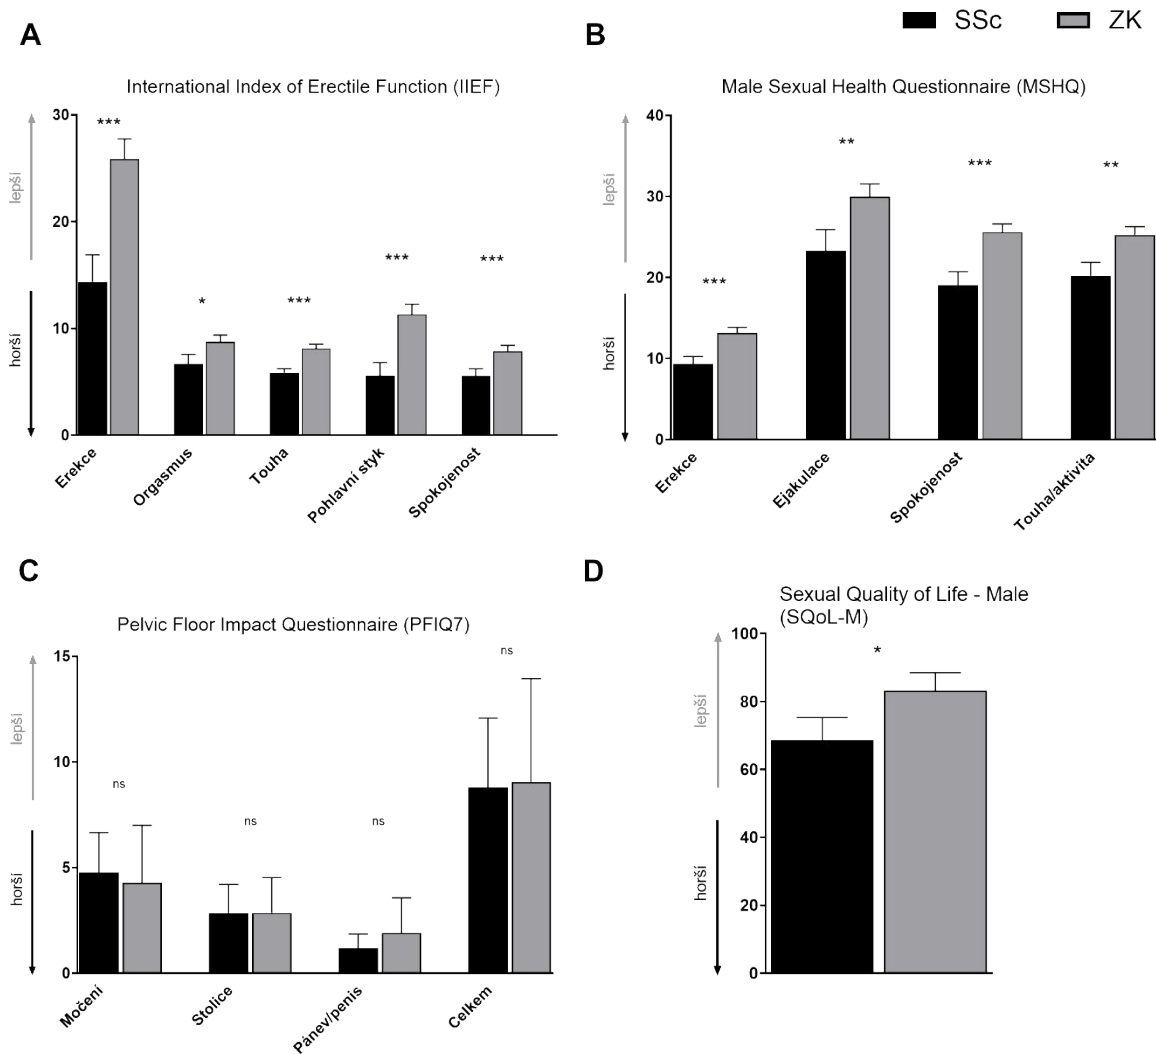 SSc
ZK
A
International Index of Erectile Function (IIEF)
lepší
horší
30
20
10
0
***
*
***
***
***
Erekce
Orgasmus
Touha
Pohlavní styk
Spokojenost
B
Male Sexual Health Questionnaire (MSHQ)
lepší
horší
40
30
20
10
0
***
**
***
**
Erekce
Ejakulace
Spokojenost
Touha/aktivita
C
Pelvic Floor Impact Questionnaire (PFIQ7)
lepší
horší
15
10
5
0
ns
ns
ns
ns
Močení
Stolice
Pánev/penis
Celkem
D
Sexual Quality of Life - Male
(SQoL-M)
lepší
horší
100
80
60
40
20
0
*